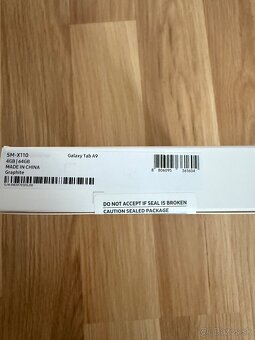 SM-X110
Galaxy Tab A9
4GB | 64GB
MADE IN CHINA
Graphite
DO NOT ACCEPT IF SEAL IS BROKEN
CAUTION SEALED PACKAGE